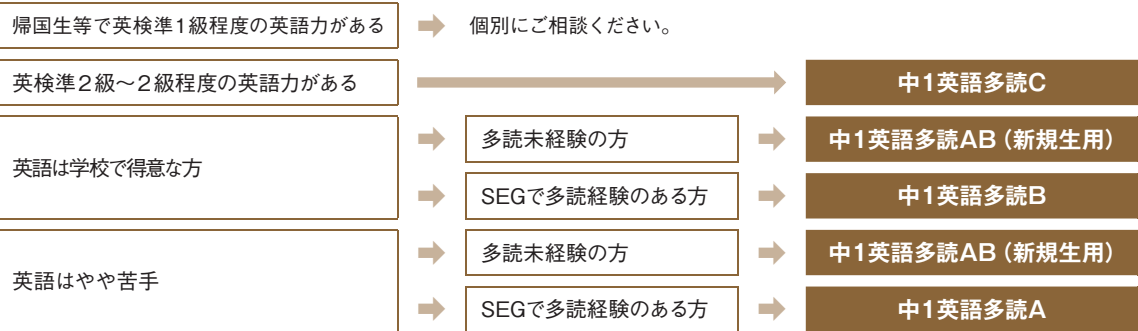 帰国生等で英検準1級程度の英語力がある
個別にご相談ください。
英検準2級〜2級程度の英語力がある
中1英語多読C
英語は学校で得意な方
多読未経験の方
中1英語多読AB（新規生用）
SEGで多読経験のある方
中1英語多読B
英語はやや苦手
多読未経験の方
中1英語多読AB（新規生用）
SEGで多読経験のある方
中1英語多読A